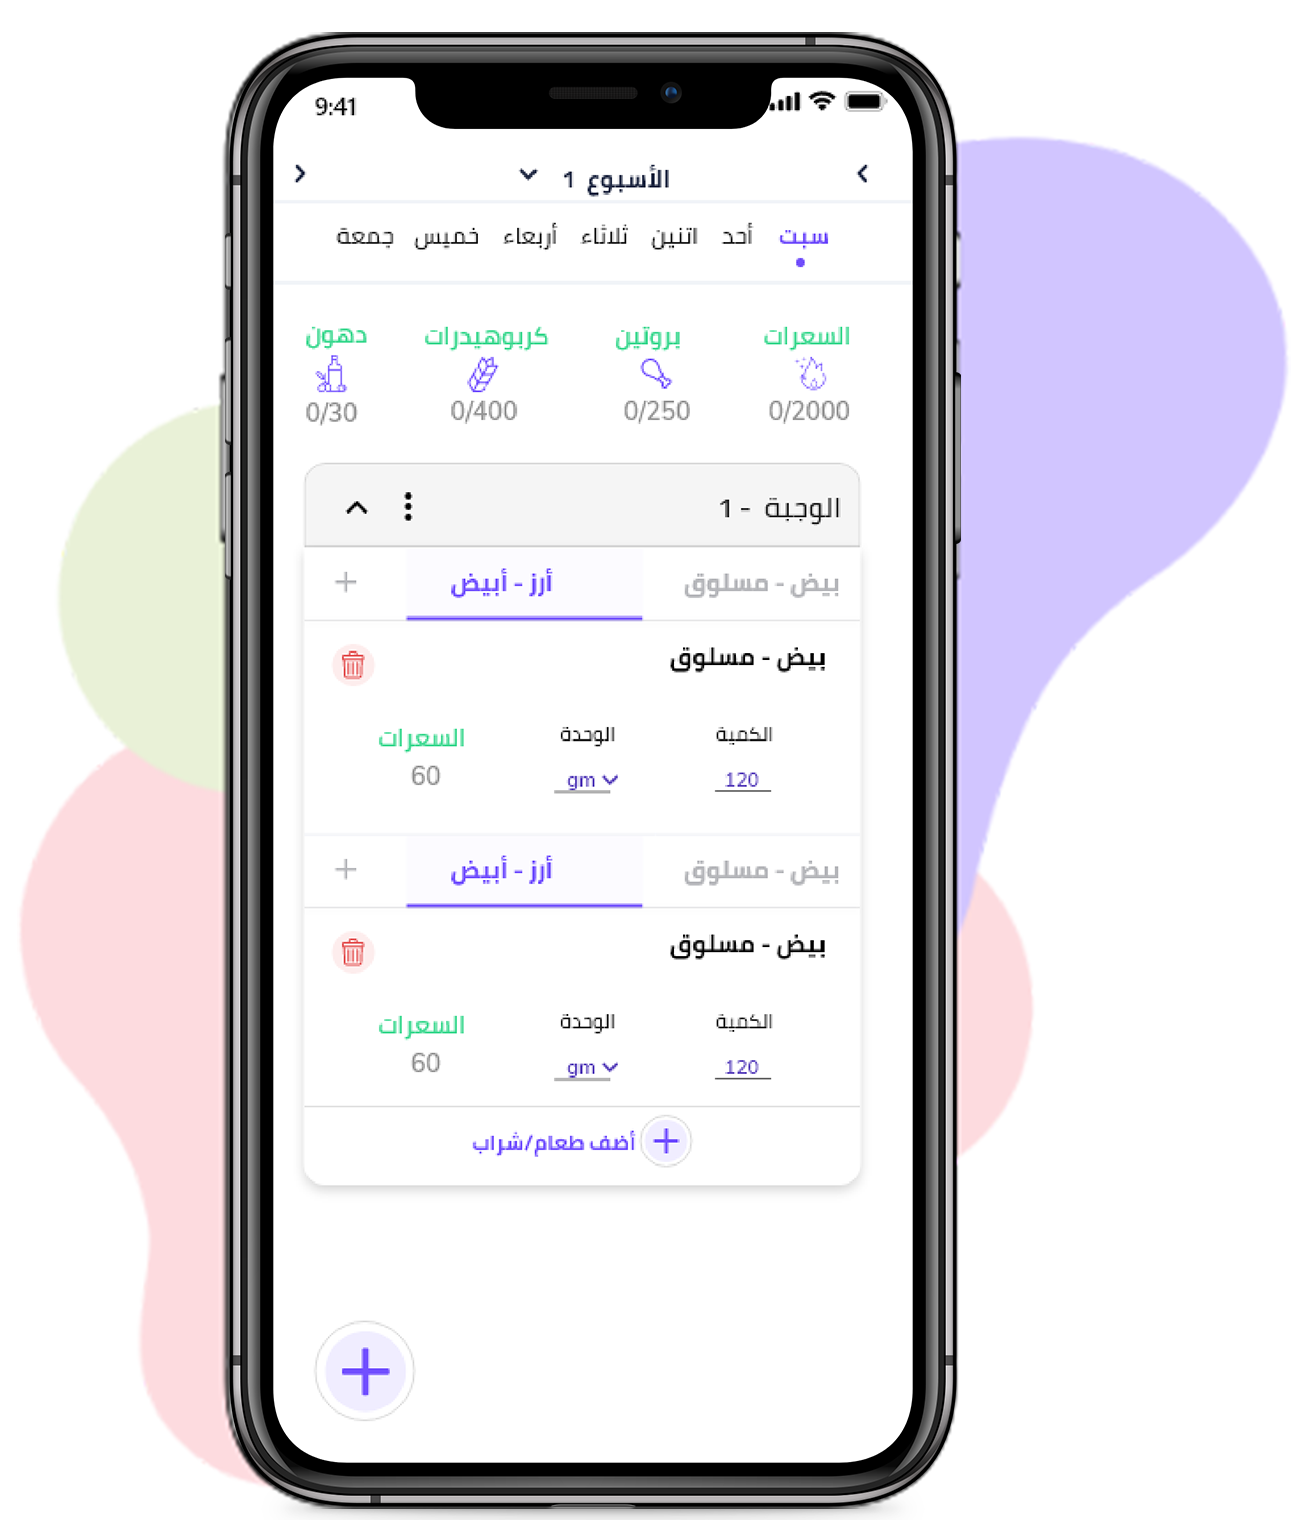 9:41
الأسبوع 1
سبت أحد اتنين ثلاثاء أربعاء خميس جمعة
السعرات بروتين كربوهيدرات دهون
0/2000 0/250 0/400 0/30
الوجبة - 1
بيض - مسلوق أرز - أبيض +
بيض - مسلوق
الكمية الوحدة السعرات
120 gm 60
بيض - مسلوق أرز - أبيض +
بيض - مسلوق
الكمية الوحدة السعرات
120 gm 60
+ أضف طعام/شراب
+